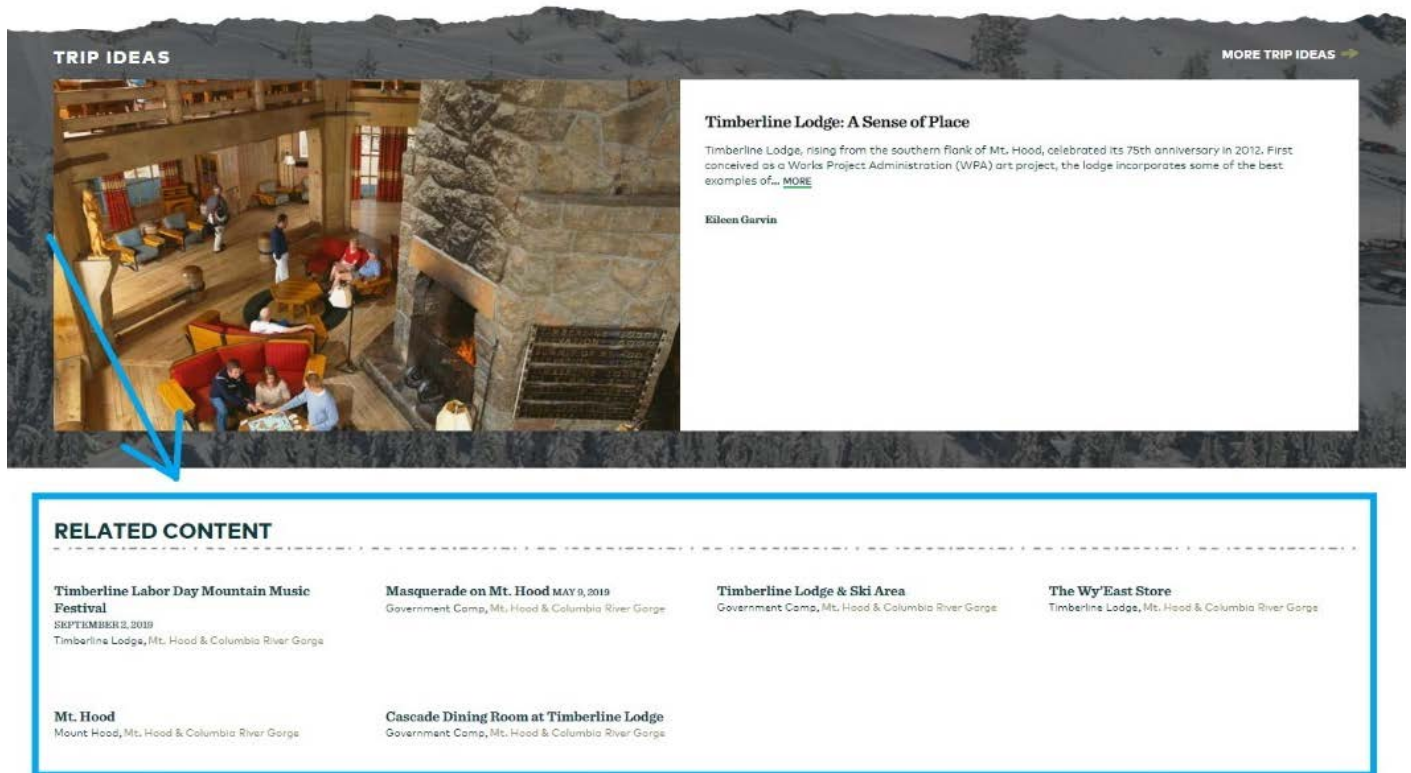 TRIP IDEAS
MORE TRIP IDEAS
Timberline Lodge: A Sense of Place
Timberline Lodge, rising from the southern flank of Mt. Hood, celebrated its 75th anniversary in 2012. First
conceived as a Works Project Administration (WPA) art project, the lodge incorporates some of the best
examples of... MORE
Eileen Garvin
RELATED CONTENT
Timberline Labor Day Mountain Music
Festival
SEPTEMBER 2, 2019
Timberline Lodge, Mt. Hood & Columbia River Gorge
Masquerade on Mt. Hood MAY 9, 2019
Government Camp, Mt. Hood & Columbia River Gorge
Timberline Lodge & Ski Area
Government Camp, Mt. Hood & Columbia River Gorge
The Wy'East Store
Timberline Lodge, Mt. Hood & Columbia River Gorge
Mt. Hood
Mount Hood, Mt. Hood & Columbia River Gorge
Cascade Dining Room at Timberline Lodge
Government Camp, Mt. Hood & Columbia River Gorge